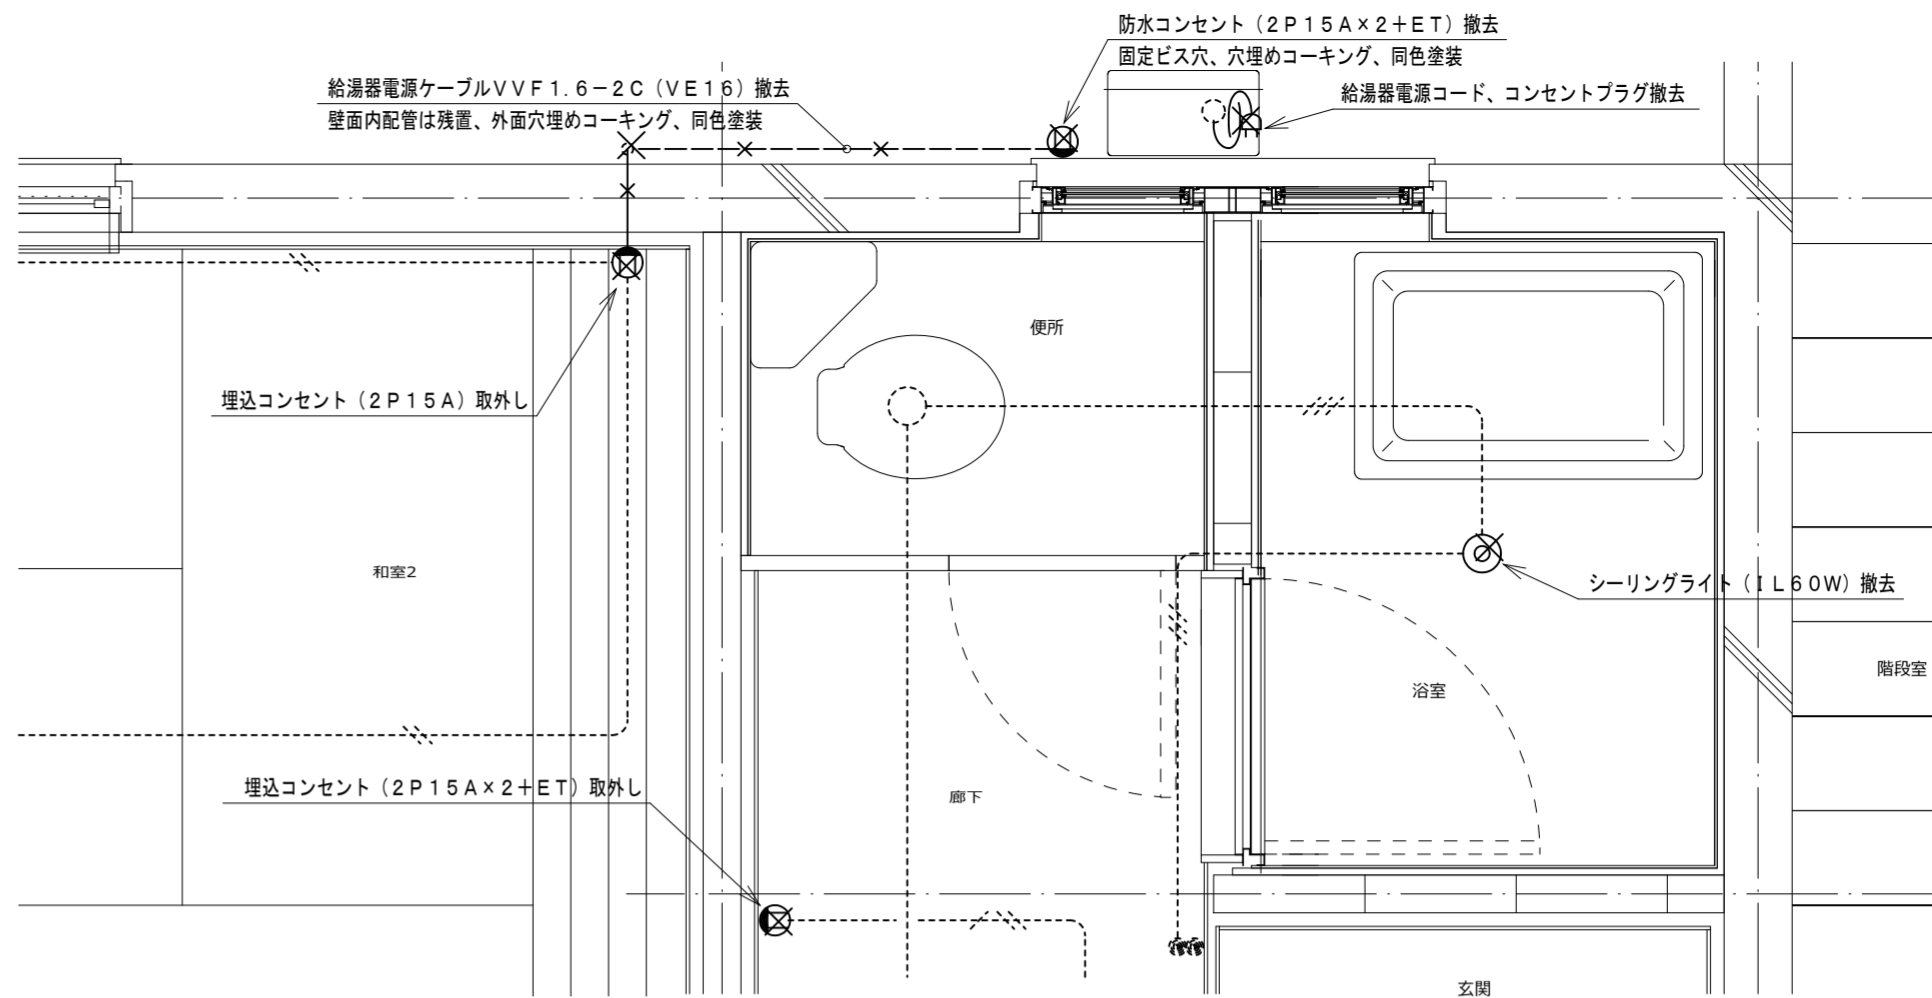 防水コンセント（２Ｐ１５Ａ×２＋ＥＴ）撤去
固定ビス穴、穴埋めコーキング、同色塗装
給湯器電源ケーブルＶＶＦ１.６－２Ｃ（ＶＥ１６）撤去
壁面内配管は残置、外面穴埋めコーキング、同色塗装
給湯器電源コード、コンセントプラグ撤去
便所
埋込コンセント（２Ｐ１５Ａ）取外し
和室2
シーリングライト（ＩＬ６０Ｗ）撤去
階段室
浴室
埋込コンセント（２Ｐ１５Ａ×２＋ＥＴ）取外し
廊下
玄関